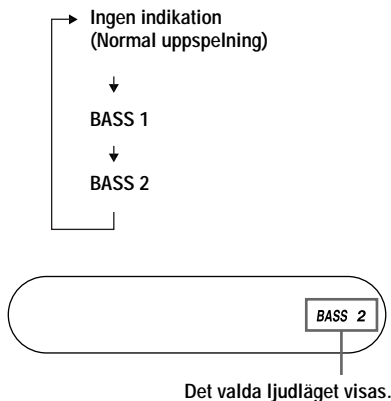 Ingen indikation
(Normal uppspelning)
BASS 1
BASS 2
BASS 2
Det valda ljudläget visas.